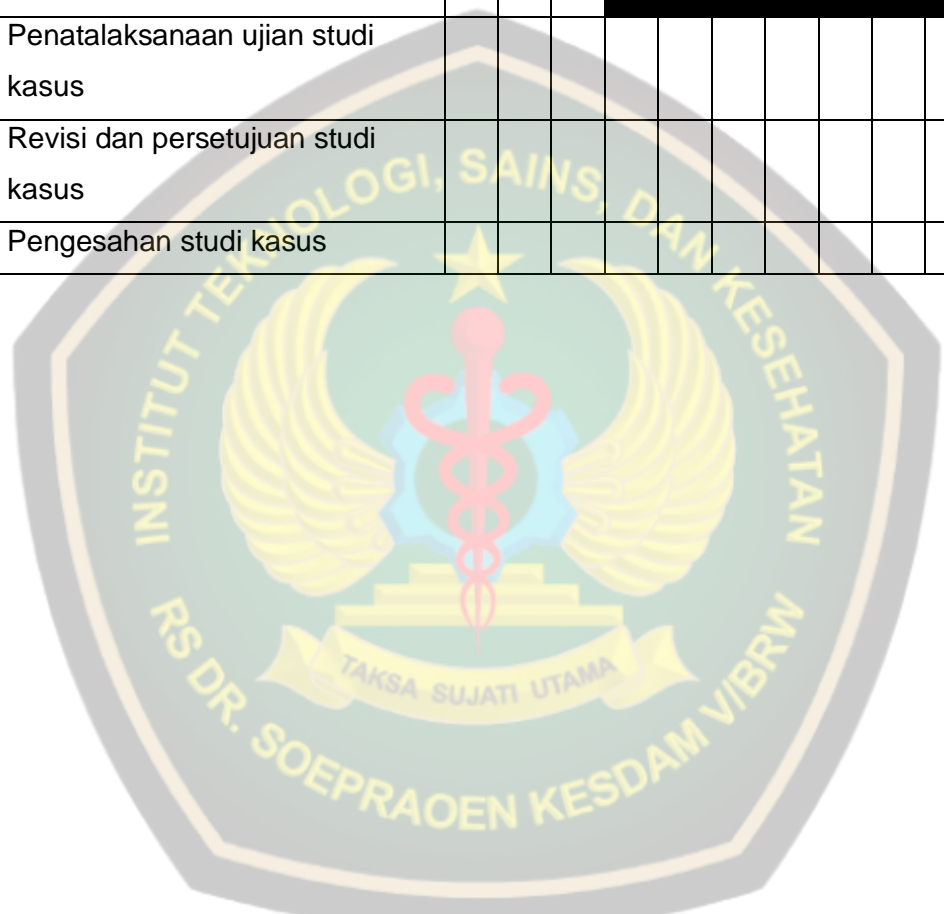 Penatalaksanaan ujian studi
kasus
Revisi dan persetujuan studi
kasus
Pengesahan studi kasus
INSTITUT TEKNOLOGI, SAINS, DAN KESEHATAN
TAKSA SUJATI UTAMA
RS DR. SOEPRAOEN KESDAM V/BRW